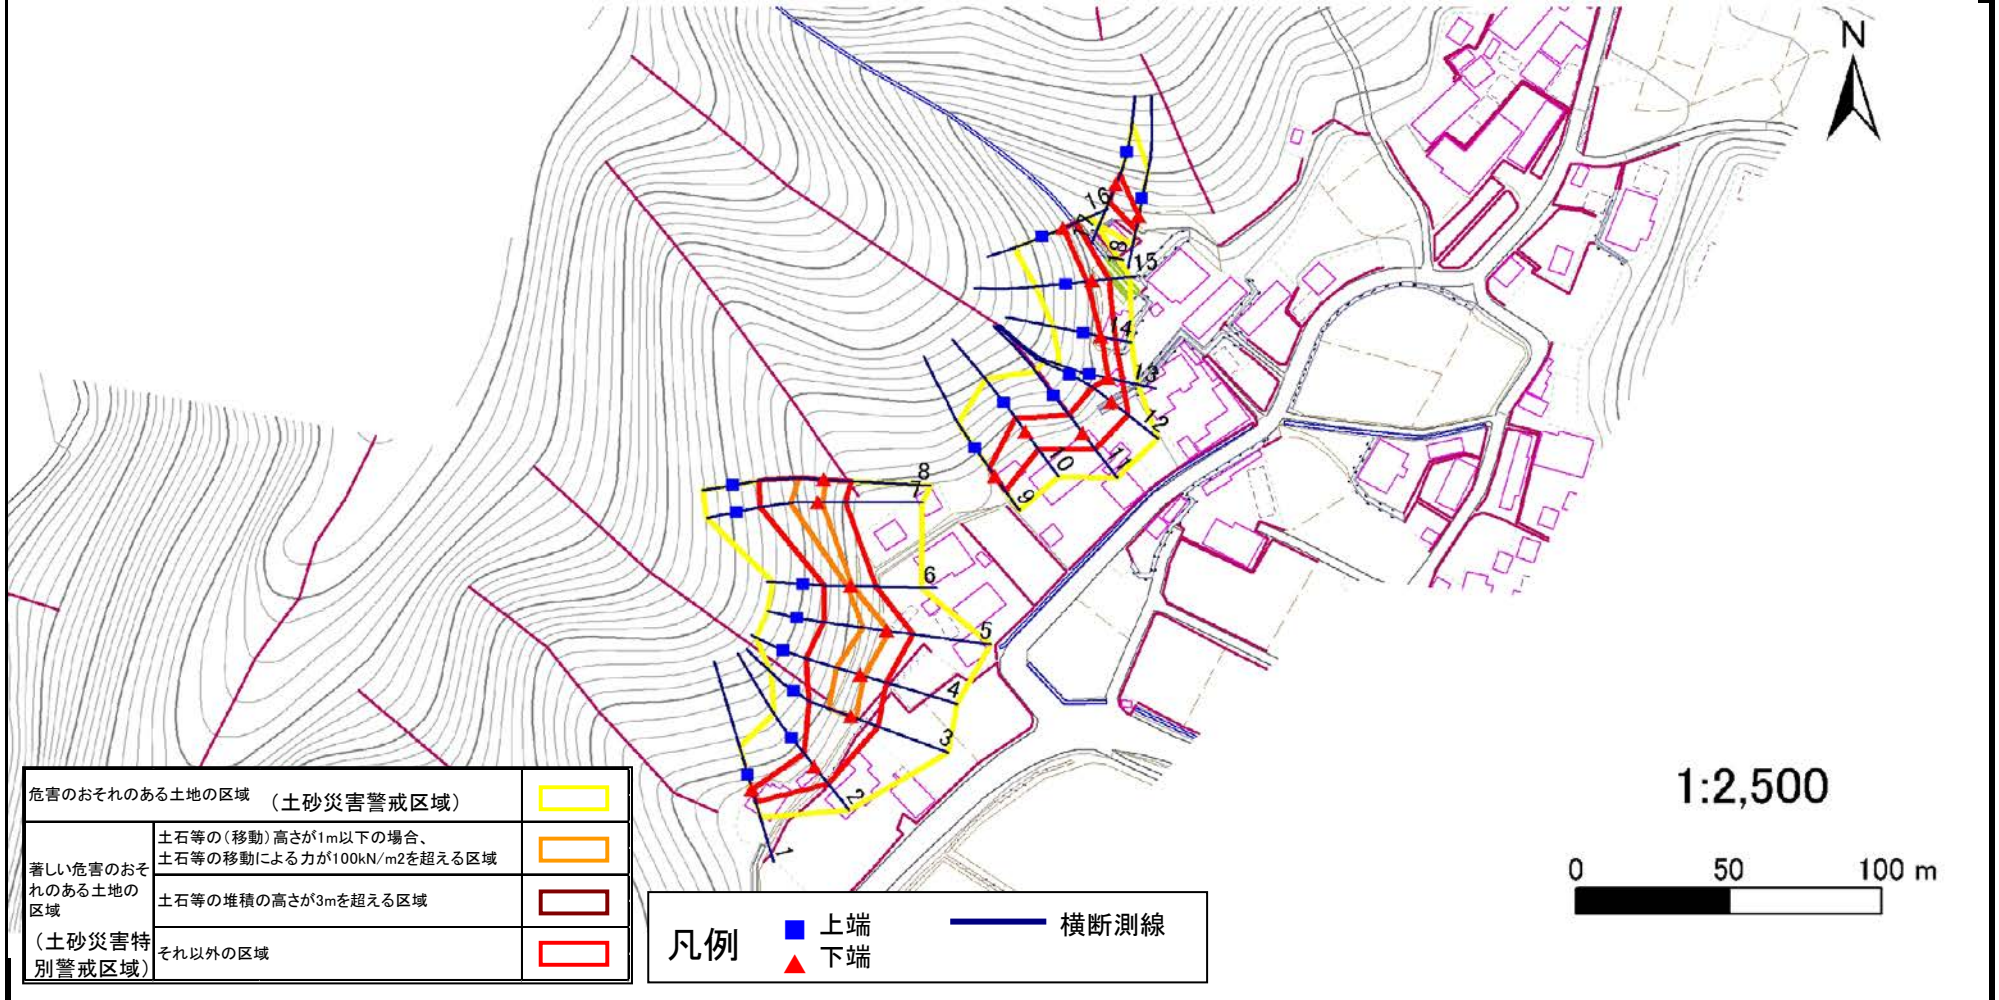 N
16
17
18
15
14
13
12
11
10
9
8
7
6
5
4
3
2
1
1:2,500
0 50 100 m
危害のおそれのある土地の区域 (土砂災害警戒区域)
著しい危害のおそ
れのある土地の
区域
(土砂災害特
別警戒区域)
土石等の(移動)高さが1m以下の場合、
土石等の移動による力が100kN/m2を超える区域
土石等の堆積の高さが3mを超える区域
それ以外の区域
凡例
上端
下端
横断測線